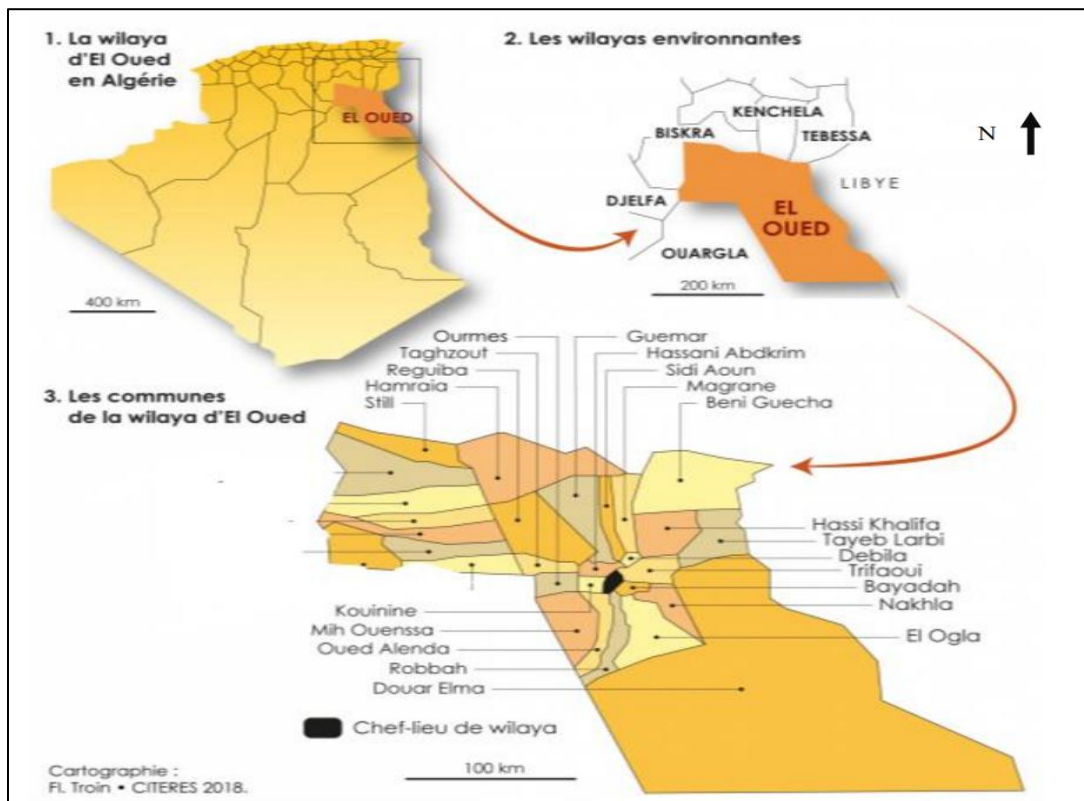 1. La wilaya
d'El Oued
en Algérie
EL OUED
400 km
2. Les wilayas environnantes
KENCHELA
BISKRA
TEBESSA
N
LIBYE
DJELFA
EL
OUED
OUARGLA
200 km
3. Les communes
de la wilaya d'El Oued
Ourmes
Taghzout
Reguiba
Hamraia
Still
Guemar
Hassani Abdkrim
Sidi Aoun
Magrane
Beni Guecha
Hassi Khalifa
Tayeb Larbi
Debila
Trifaoui
Bayadah
Nakhla
El Ogla
Kouinine
Mih Ouenssa
Oued Alenda
Robbah
Douar Elma
Chef-lieu de wilaya
100 km
Cartographie :
Fl. Troin • CITERES 2018.